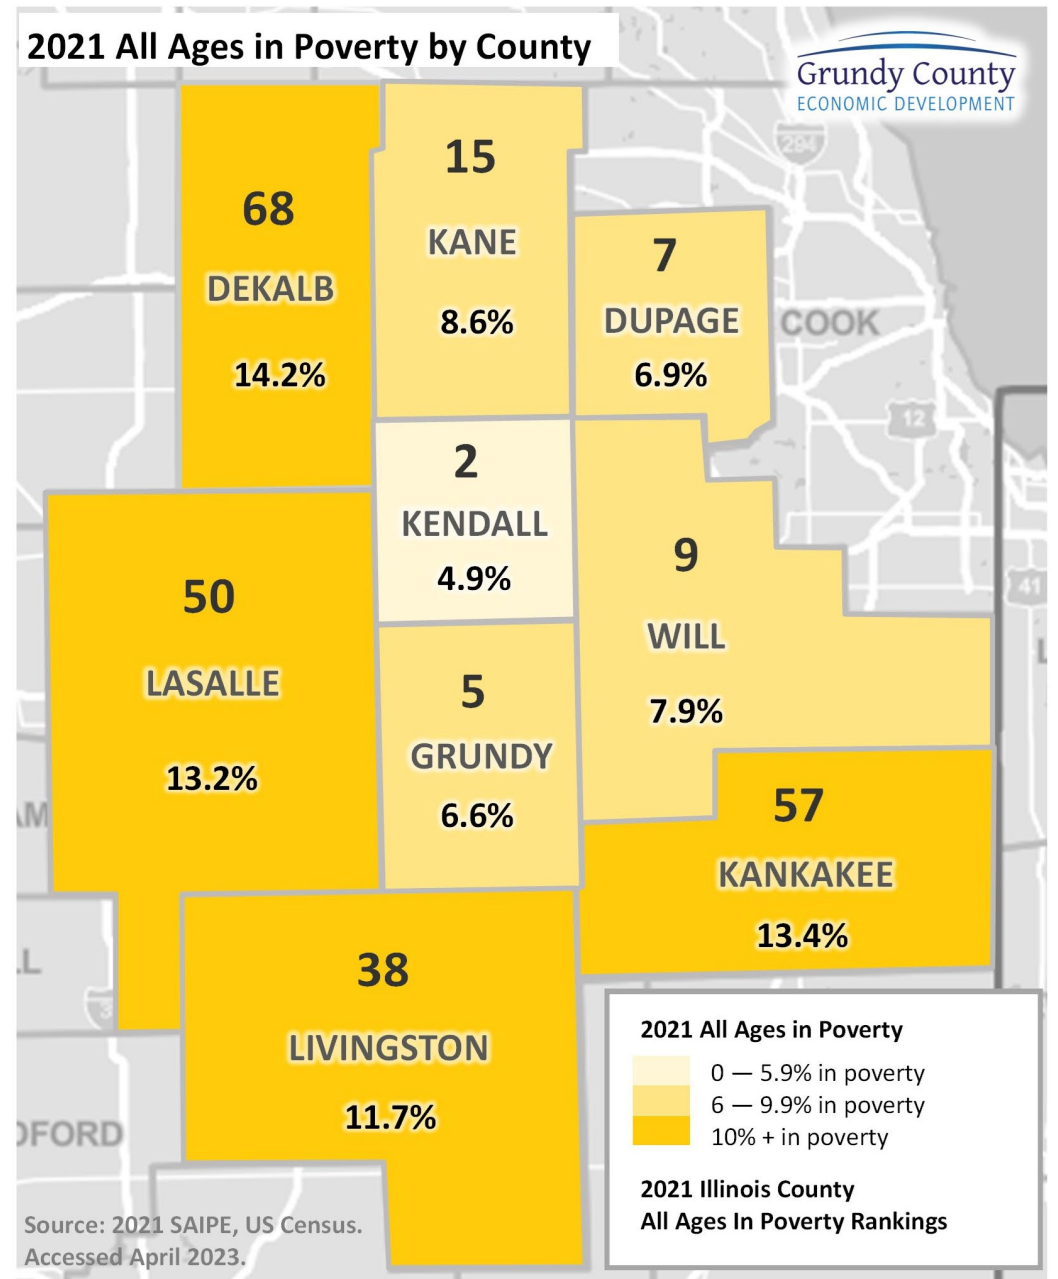 2021 All Ages in Poverty by County
Grundy County
ECONOMIC DEVELOPMENT
294
15
KANE
8.6%
68
DEKALB
14.2%
7
DUPAGE
6.9%
COOK
12
2
KENDALL
4.9%
9
WILL
7.9%
41
50
LASALLE
13.2%
5
GRUNDY
6.6%
57
KANKAKEE
13.4%
38
LIVINGSTON
11.7%
2021 All Ages in Poverty
0 — 5.9% in poverty
6 — 9.9% in poverty
10% + in poverty
2021 Illinois County
All Ages In Poverty Rankings
DFORD
Source: 2021 SAIPE, US Census.
Accessed April 2023.